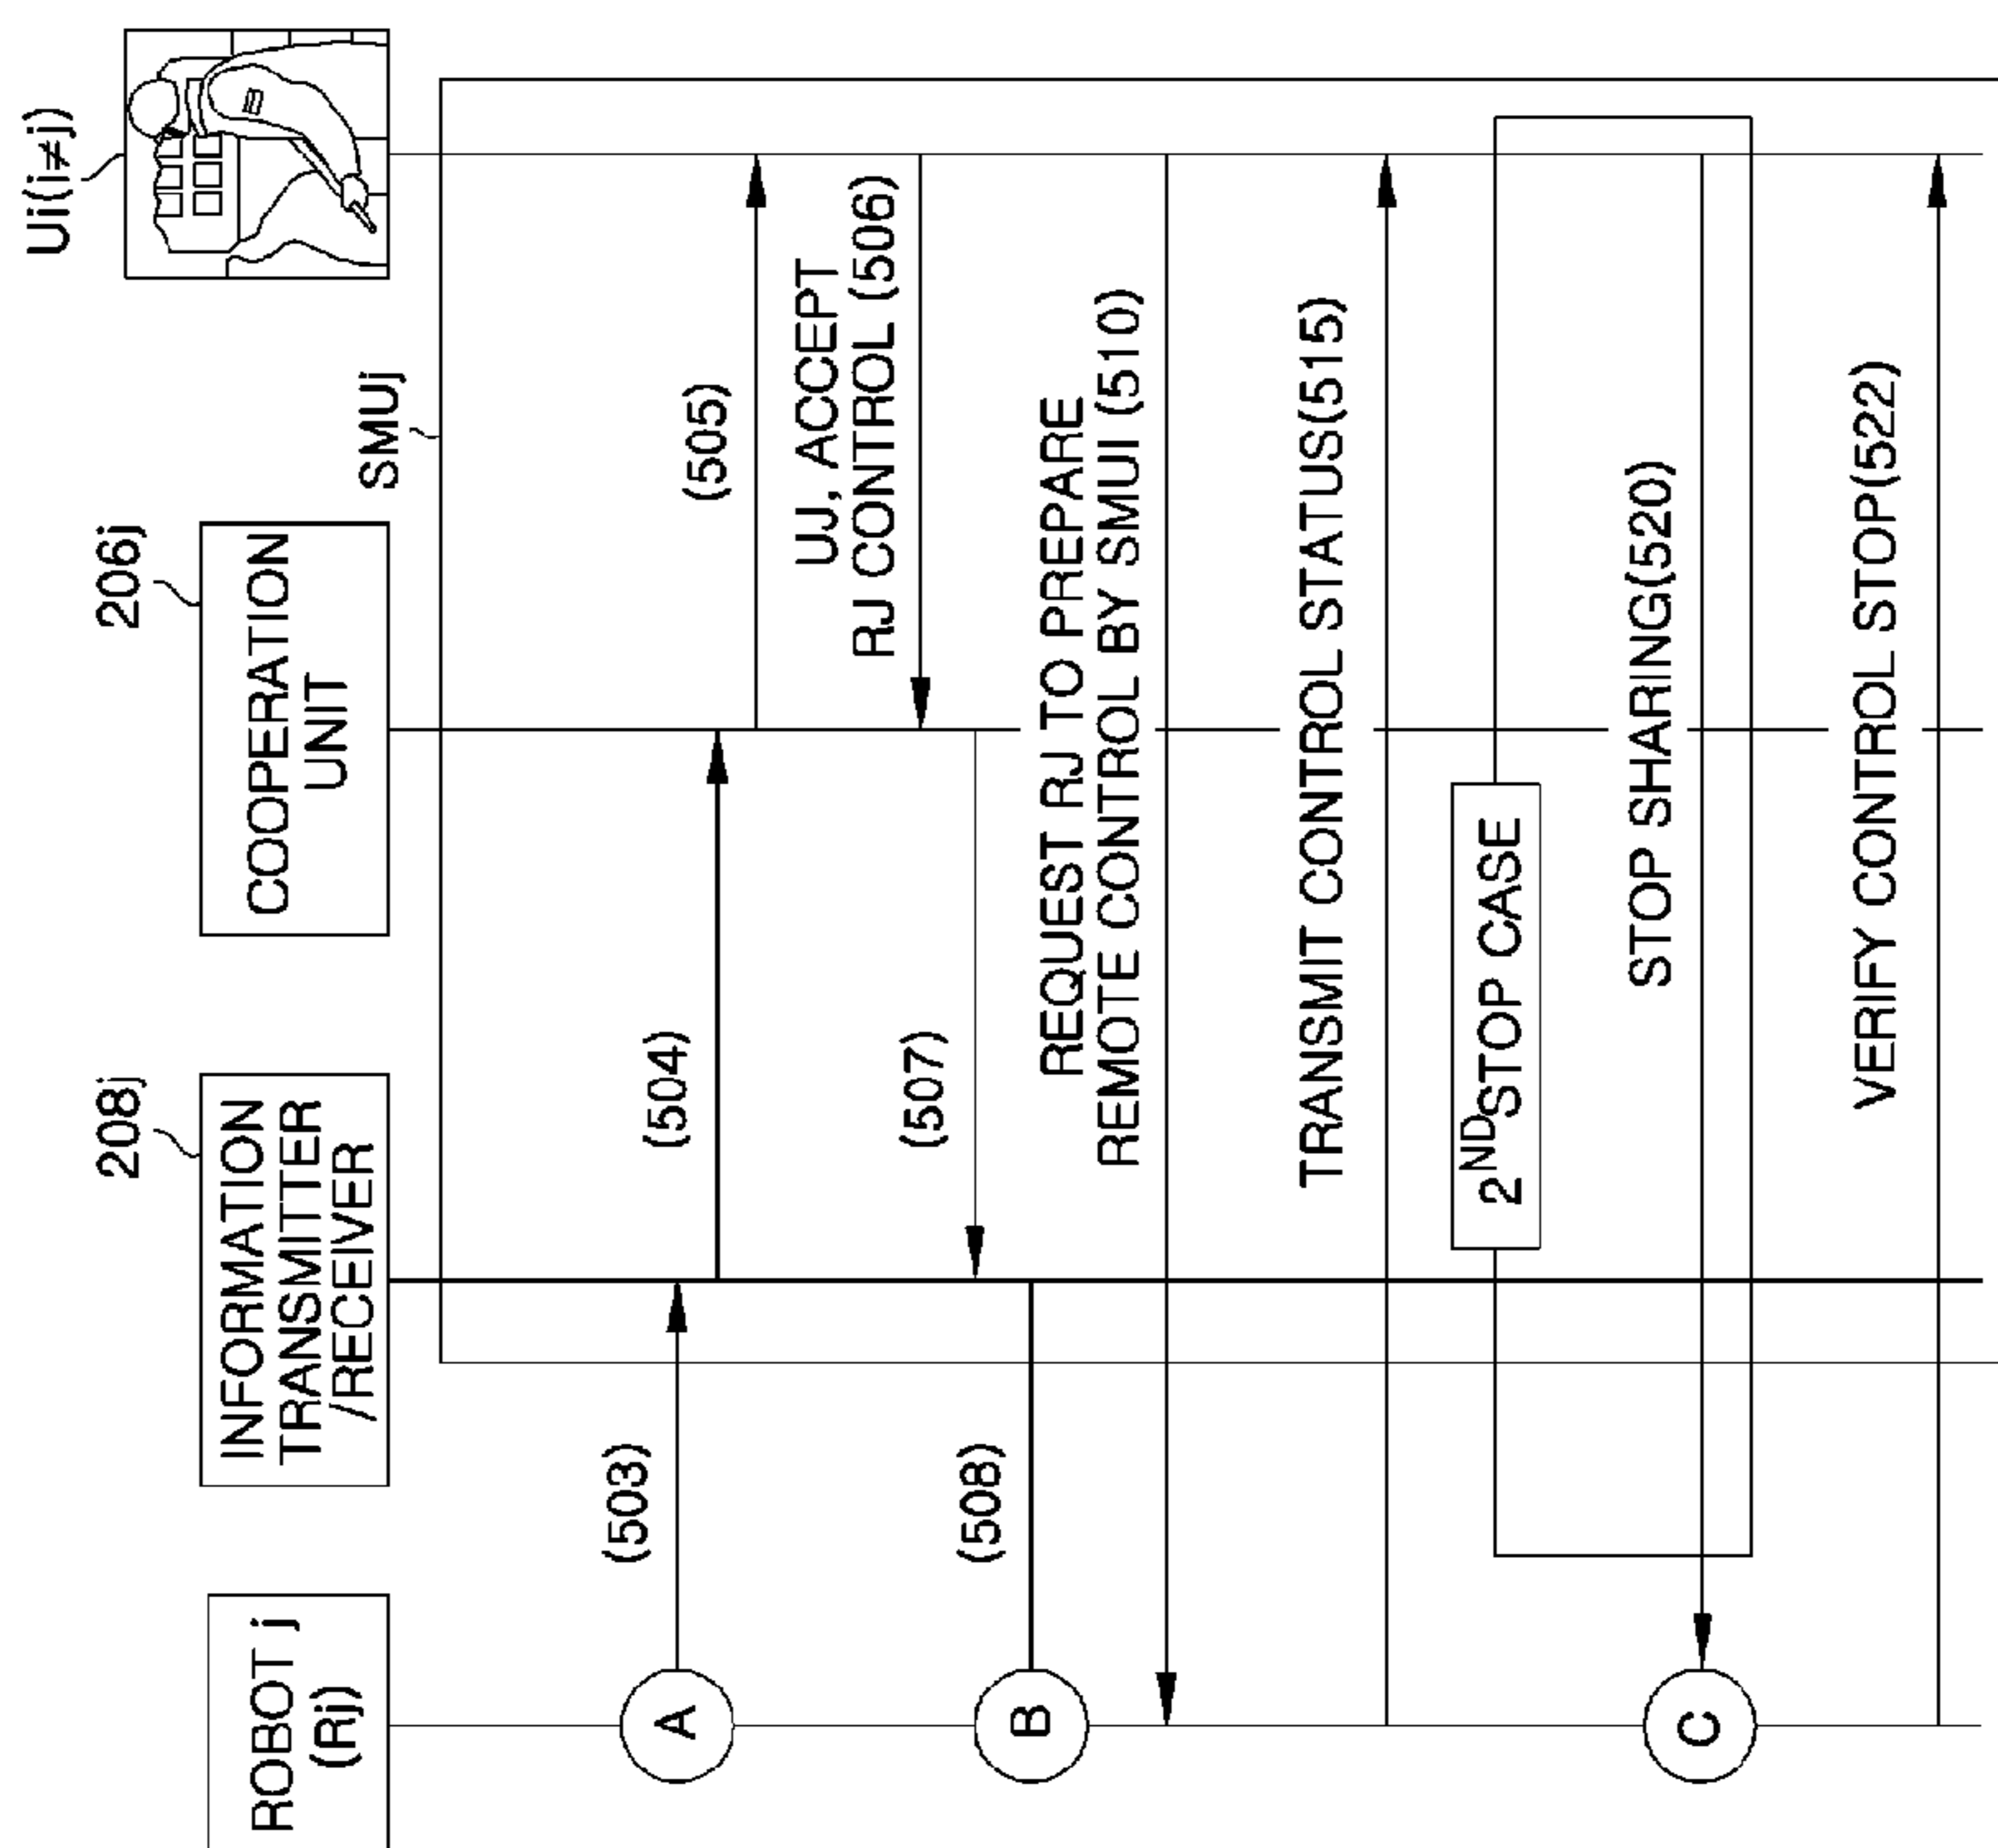 ROBOT j
(Rj)
208j
INFORMATION
TRANSMITTER
/RECEIVER
206j
COOPERATION
UNIT
Ui(i≠j)
SMUj
(503)
A
(504)
(505)
UJ, ACCEPT
RJ CONTROL (506)
(507)
(508)
B
REQUEST RJ TO PREPARE
REMOTE CONTROL BY SMUI (510)
TRANSMIT CONTROL STATUS(515)
2ND STOP CASE
STOP SHARING(520)
C
VERIFY CONTROL STOP(522)